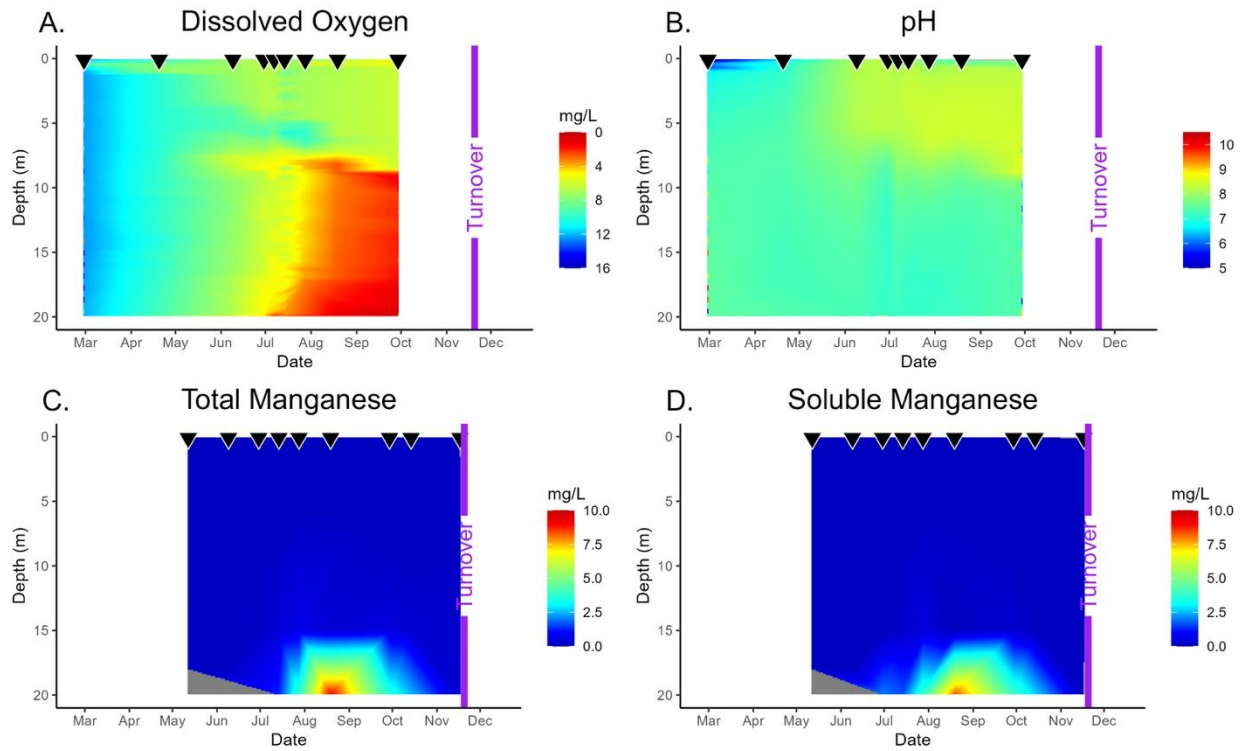 A. Dissolved Oxygen
0
5
10
15
20
Depth (m)
Mar Apr May Jun Jul Aug Sep Oct Nov Dec
Date
Turnover
mg/L
0
4
8
12
16
B. pH
0
5
10
15
20
Depth (m)
Mar Apr May Jun Jul Aug Sep Oct Nov Dec
Date
Turnover
10
9
8
7
6
5
C. Total Manganese
0
5
10
15
20
Depth (m)
Mar Apr May Jun Jul Aug Sep Oct Nov Dec
Date
Turnover
mg/L
10.0
7.5
5.0
2.5
0.0
D. Soluble Manganese
0
5
10
15
20
Depth (m)
Mar Apr May Jun Jul Aug Sep Oct Nov Dec
Date
Turnover
mg/L
10.0
7.5
5.0
2.5
0.0